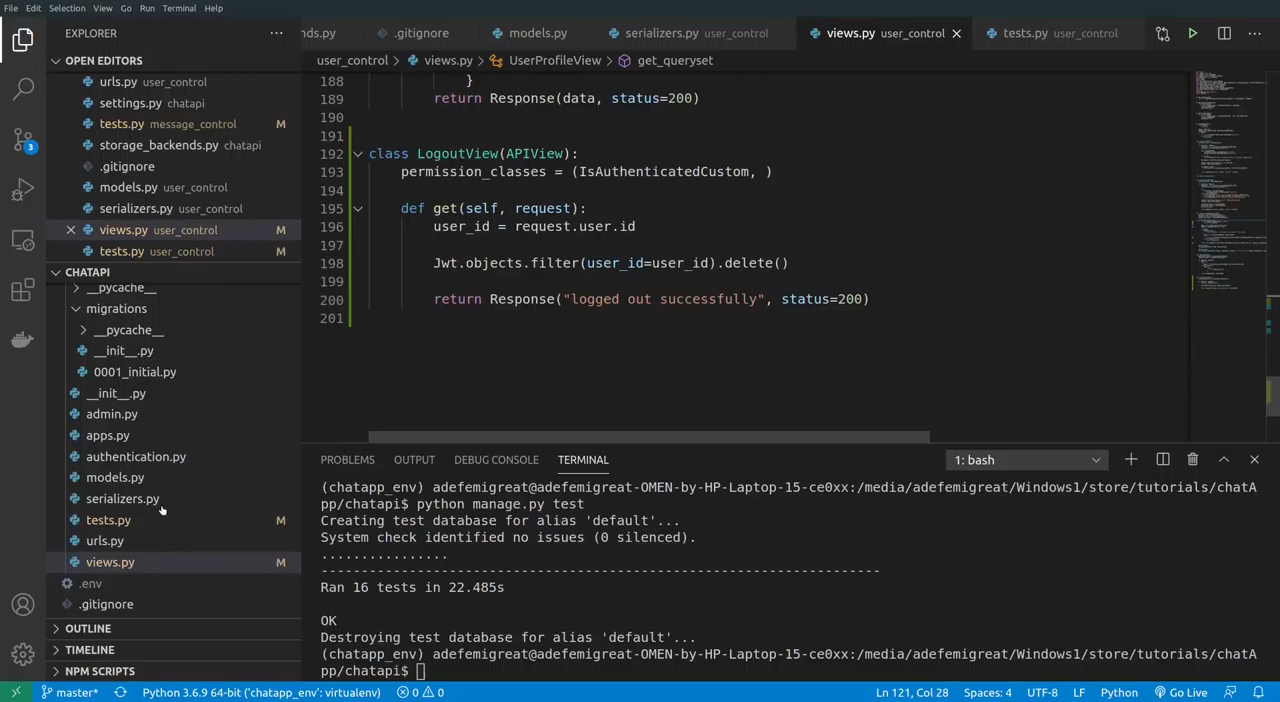 File Edit Selection View Go Run Terminal Help
EXPLORER
OPEN EDITORS
urls.py user_control
settings.py chatapi
tests.py message_control M
storage_backends.py chatapi
.gitignore
models.py user_control
serializers.py user_control
views.py user_control M
tests.py user_control M
CHATAPI
__pycache__
migrations
__pycache__
__init__.py
0001_initial.py
__init__.py
admin.py
apps.py
authentication.py
models.py
serializers.py
tests.py M
urls.py
views.py M
.env
.gitignore
OUTLINE
TIMELINE
NPM SCRIPTS
3
nds.py .gitignore models.py serializers.py user_control views.py user_control tests.py user_control
user_control > views.py > UserProfileView > get_queryset
188 }
189 return Response(data, status=200)
190
191
192 class LogoutView(APIView):
193 permission_classes = (IsAuthenticatedCustom, )
194
195 def get(self, request):
196 user_id = request.user.id
197
198 Jwt.objects.filter(user_id=user_id).delete()
199
200 return Response("logged out successfully", status=200)
201
PROBLEMS OUTPUT DEBUG CONSOLE TERMINAL 1: bash
(chatapp_env) adefemigreat@adefemigreat-OMEN-by-HP-Laptop-15-ce0xx:/media/adefemigreat/Windows1/store/tutorials/chatA
pp/chatapi$ python manage.py test
Creating test database for alias 'default'...
System check identified no issues (0 silenced).
................
----------------------------------------------------------------------
Ran 16 tests in 22.485s
OK
Destroying test database for alias 'default'...
(chatapp_env) adefemigreat@adefemigreat-OMEN-by-HP-Laptop-15-ce0xx:/media/adefemigreat/Windows1/store/tutorials/chatA
pp/chatapi$
master* Python 3.6.9 64-bit ('chatapp_env': virtualenv) 0 0 Ln 121, Col 28 Spaces: 4 UTF-8 LF Python Go Live